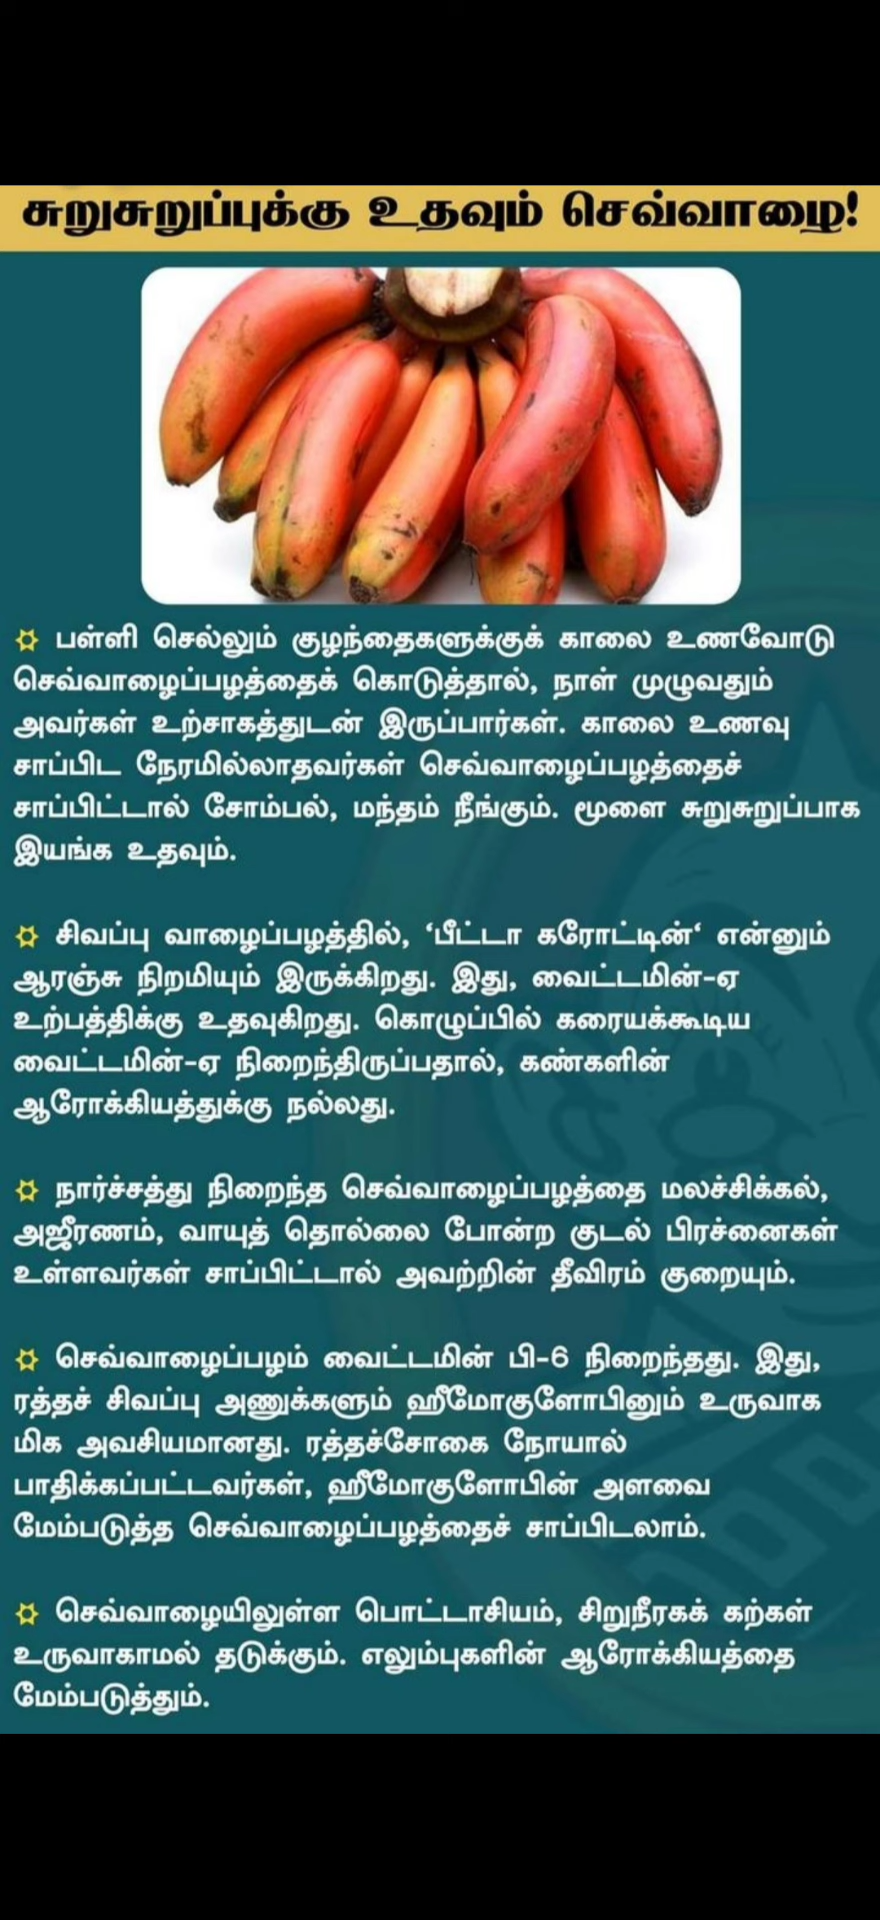 சுறுசுறுப்புக்கு உதவும் செவ்வாழை!
¤ பள்ளி செல்லும் குழந்தைகளுக்குக் காலை உணவோடு
செவ்வாழைப்பழத்தைக் கொடுத்தால், நாள் முழுவதும்
அவர்கள் உற்சாகத்துடன் இருப்பார்கள். காலை உணவு
சாப்பிட நேரமில்லாதவர்கள் செவ்வாழைப்பழத்தைச்
சாப்பிட்டால் சோம்பல், மந்தம் நீங்கும். மூளை சுறுசுறுப்பாக
இயங்க உதவும்.
¤ சிவப்பு வாழைப்பழத்தில், ‘பீட்டா கரோட்டின்‘ என்னும்
ஆரஞ்சு நிறமியும் இருக்கிறது. இது, வைட்டமின்-ஏ
உற்பத்திக்கு உதவுகிறது. கொழுப்பில் கரையக்கூடிய
வைட்டமின்-ஏ நிறைந்திருப்பதால், கண்களின்
ஆரோக்கியத்துக்கு நல்லது.
¤ நார்ச்சத்து நிறைந்த செவ்வாழைப்பழத்தை மலச்சிக்கல்,
அஜீரணம், வாயுத் தொல்லை போன்ற குடல் பிரச்னைகள்
உள்ளவர்கள் சாப்பிட்டால் அவற்றின் தீவிரம் குறையும்.
¤ செவ்வாழைப்பழம் வைட்டமின் பி-6 நிறைந்தது. இது,
ரத்தச் சிவப்பு அணுக்களும் ஹீமோகுளோபினும் உருவாக
மிக அவசியமானது. ரத்தச்சோகை நோயால்
பாதிக்கப்பட்டவர்கள், ஹீமோகுளோபின் அளவை
மேம்படுத்த செவ்வாழைப்பழத்தைச் சாப்பிடலாம்.
¤ செவ்வாழையிலுள்ள பொட்டாசியம், சிறுநீரகக் கற்கள்
உருவாகாமல் தடுக்கும். எலும்புகளின் ஆரோக்கியத்தை
மேம்படுத்தும்.